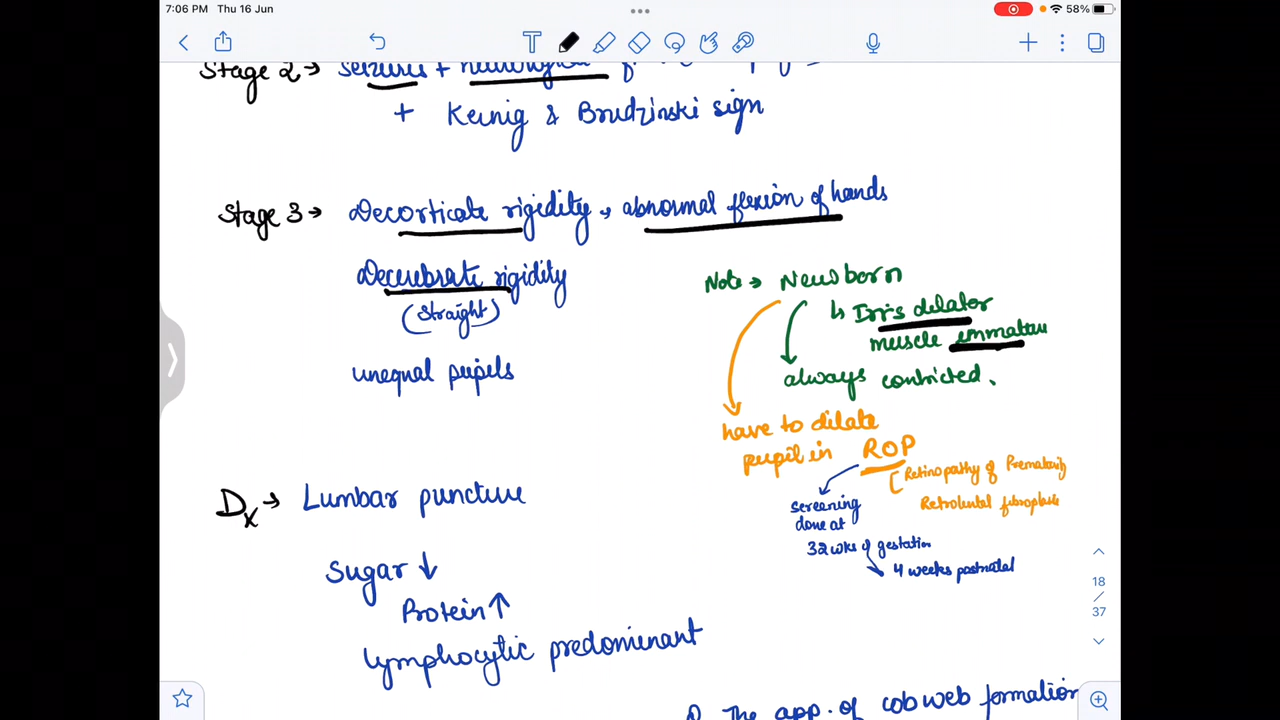 7:06 PM Thu 16 Jun
58%
T
Stage 2→ Seizures +
+ Kernig & Brudzinski sign
Stage 3→ Decorticate rigidity → abnormal flexion of hands
Decerebrate rigidity
(straight)
unequal pupils
Note → Newborn
↳ Iris dilator
muscle immature
always contricted.
have to dilate
pupil in ROP
[Retinopathy of Prematurity
Retrolental fibroplasia
screening
done at
32 wks of gestation
4 weeks postnatal
Dx→ Lumbar puncture
Sugar ↓
Protein ↑
Lymphocytic predominant
18
/
37
The app. of cobweb formation